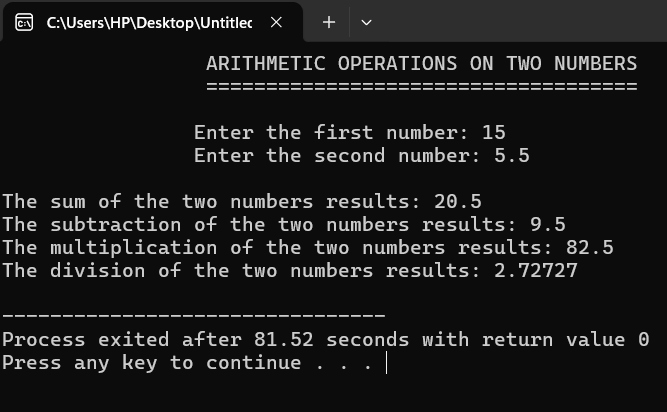 C:\Users\HP\Desktop\Untitlec
ARITHMETIC OPERATIONS ON TWO NUMBERS
====================================
Enter the first number: 15
Enter the second number: 5.5
The sum of the two numbers results: 20.5
The subtraction of the two numbers results: 9.5
The multiplication of the two numbers results: 82.5
The division of the two numbers results: 2.72727
--------------------------------
Process exited after 81.52 seconds with return value 0
Press any key to continue . . .